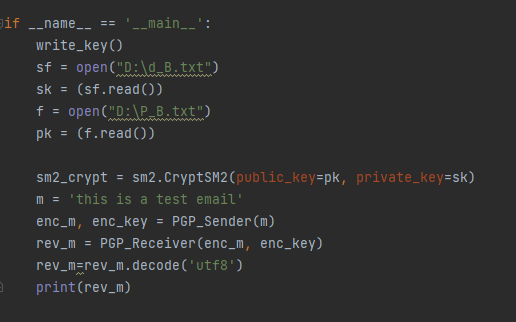 if __name__ == '__main__':
    write_key()
    sf = open("D:\d_B.txt")
    sk = (sf.read())
    f = open("D:\P_B.txt")
    pk = (f.read())

    sm2_crypt = sm2.CryptSM2(public_key=pk, private_key=sk)
    m = 'this is a test email'
    enc_m, enc_key = PGP_Sender(m)
    rev_m = PGP_Receiver(enc_m, enc_key)
    rev_m=rev_m.decode('utf8')
    print(rev_m)